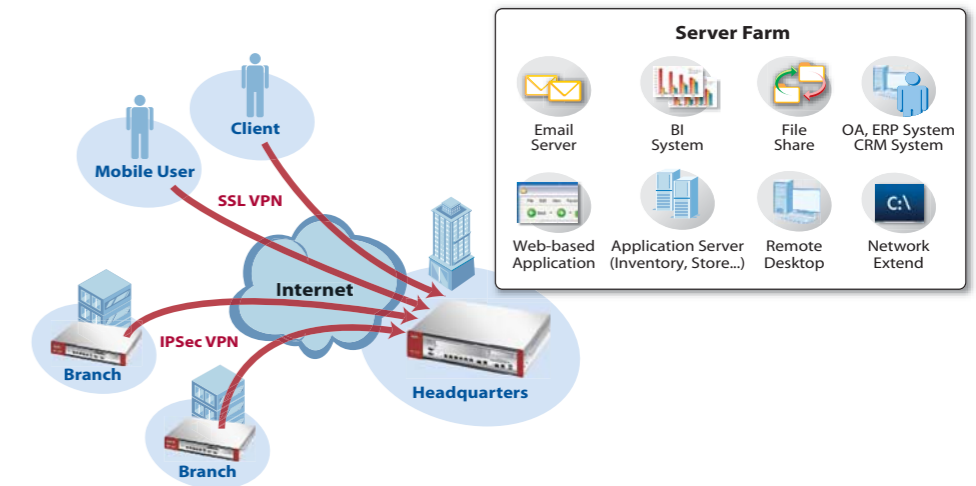 Server Farm
Email
Server
BI
System
File
Share
OA, ERP System
CRM System
Web-based
Application
Application Server
(Inventory, Store...)
Remote
Desktop
C:\
Network
Extend
Client
Mobile User
SSL VPN
Internet
IPSec VPN
Branch
Headquarters
Branch